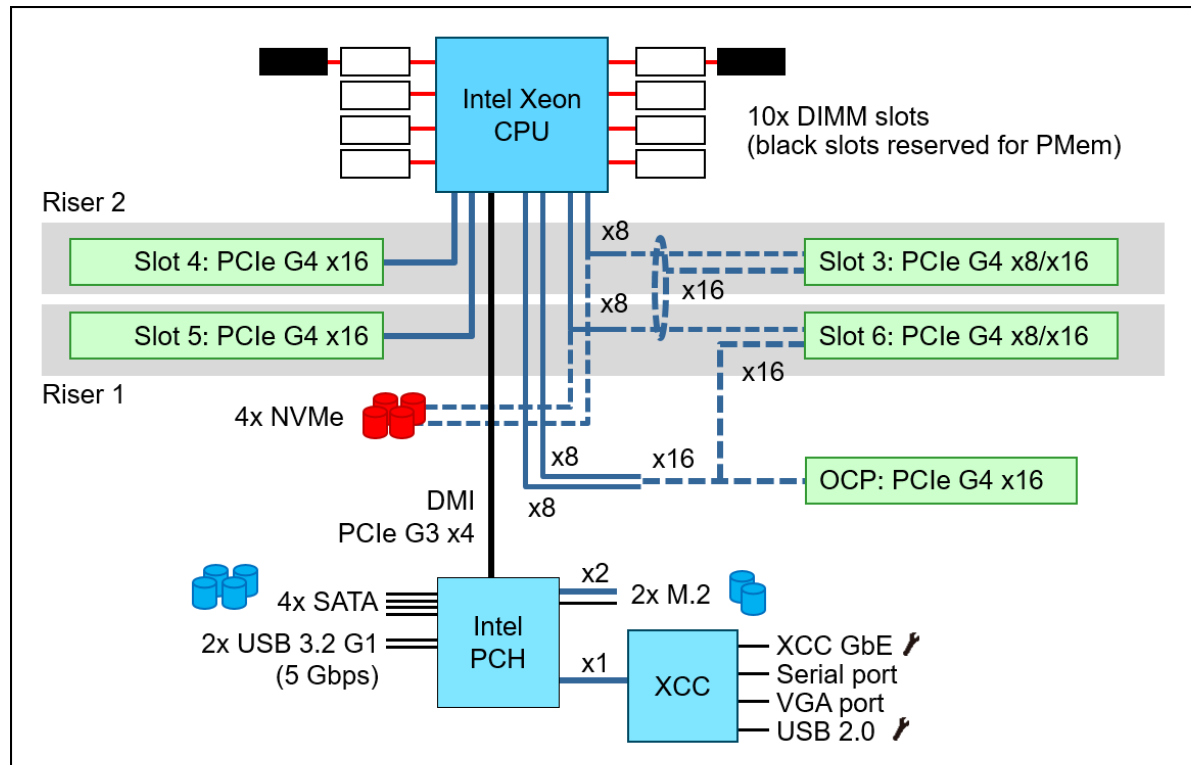 Intel Xeon
CPU
10x DIMM slots
(black slots reserved for PMem)
Riser 2
x8
Slot 4: PCIe G4 x16
Slot 3: PCIe G4 x8/x16
x16
x8
Slot 5: PCIe G4 x16
Slot 6: PCIe G4 x8/x16
x16
Riser 1
4x NVMe
x8
x16
OCP: PCIe G4 x16
x8
DMI
PCIe G3 x4
x2
4x SATA
2x M.2
Intel
PCH
2x USB 3.2 G1
(5 Gbps)
x1
XCC
XCC GbE
Serial port
VGA port
USB 2.0